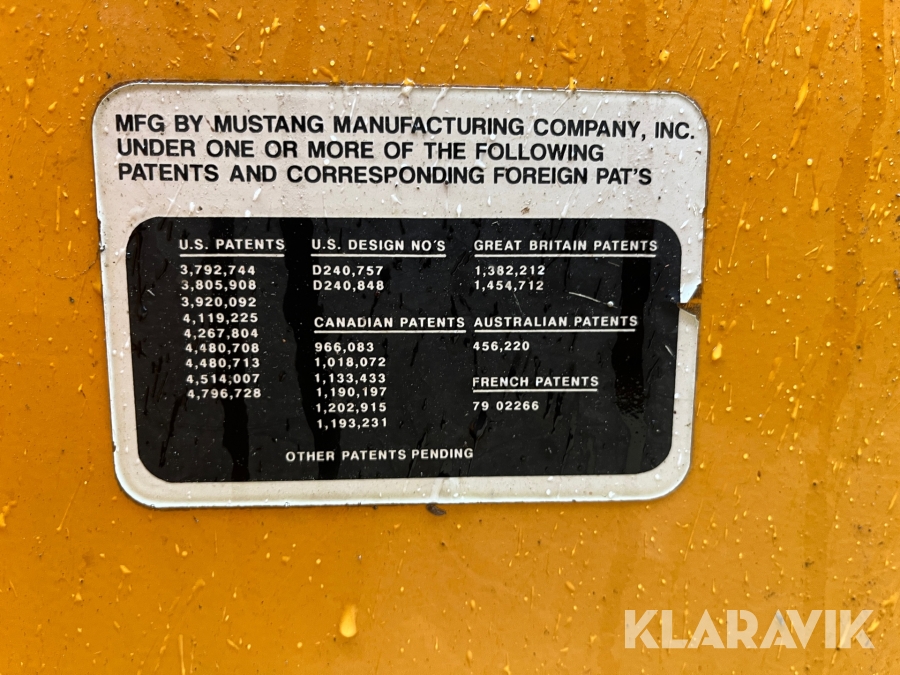 MFG BY MUSTANG MANUFACTURING COMPANY, INC.
UNDER ONE OR MORE OF THE FOLLOWING
PATENTS AND CORRESPONDING FOREIGN PAT'S
U.S. PATENTS
3,792,744
3,805,908
3,920,092
4,119,225
4,267,804
4,480,708
4,480,713
4,514,007
4,796,728
U.S. DESIGN NO'S
D240,757
D240,848
CANADIAN PATENTS
966,083
1,018,072
1,133,433
1,190,197
1,202,915
1,193,231
GREAT BRITAIN PATENTS
1,382,212
1,454,712
AUSTRALIAN PATENTS
456,220
FRENCH PATENTS
79 02266
OTHER PATENTS PENDING
KLARAVIK